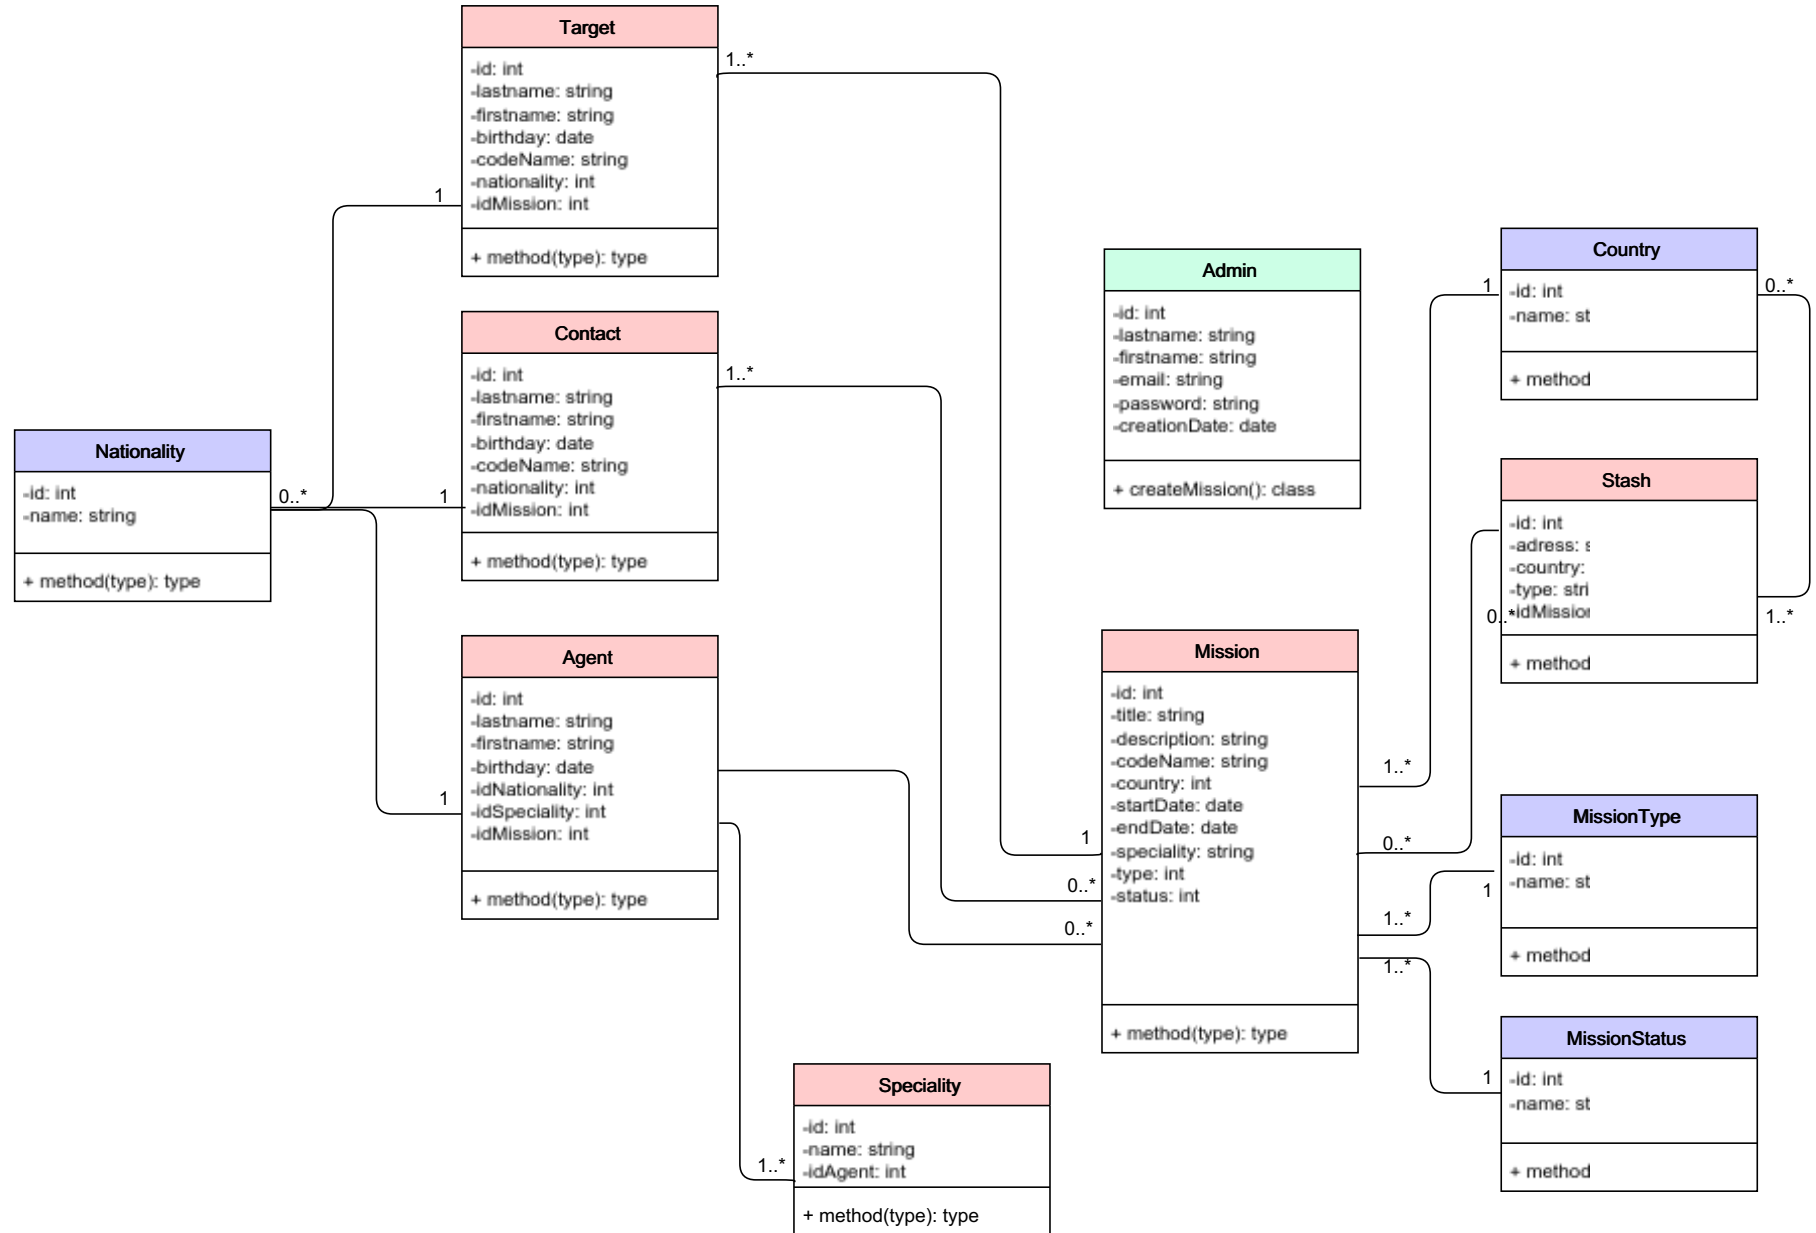 Target
-id: int
-lastname: string
-firstname: string
-birthday: date
-codeName: string
-nationality: int
-idMission: int
+ method(type): type
1..*
1
Contact
-id: int
-lastname: string
-firstname: string
-birthday: date
-codeName: string
-nationality: int
-idMission: int
+ method(type): type
1..*
1
Nationality
-id: int
-name: string
+ method(type): type
0..*
Agent
-id: int
-lastname: string
-firstname: string
-birthday: date
-idNationality: int
-idSpeciality: int
-idMission: int
+ method(type): type
1
Speciality
-id: int
-name: string
-idAgent: int
+ method(type): type
1..*
Admin
-id: int
-lastname: string
-firstname: string
-email: string
-password: string
-creationDate: date
+ createMission(): class
Mission
-id: int
-title: string
-description: string
-codeName: string
-country: int
-startDate: date
-endDate: date
-speciality: string
-type: int
-status: int
+ method(type): type
1
0..*
0..*
1..*
0..*
1..*
1..*
Country
-id: int
-name: st
+ method
1
0..*
Stash
-id: int
-adress: s
-country:
-type: stri
-idMission
+ method
0..*
1..*
MissionType
-id: int
-name: st
+ method
1
MissionStatus
-id: int
-name: st
+ method
1